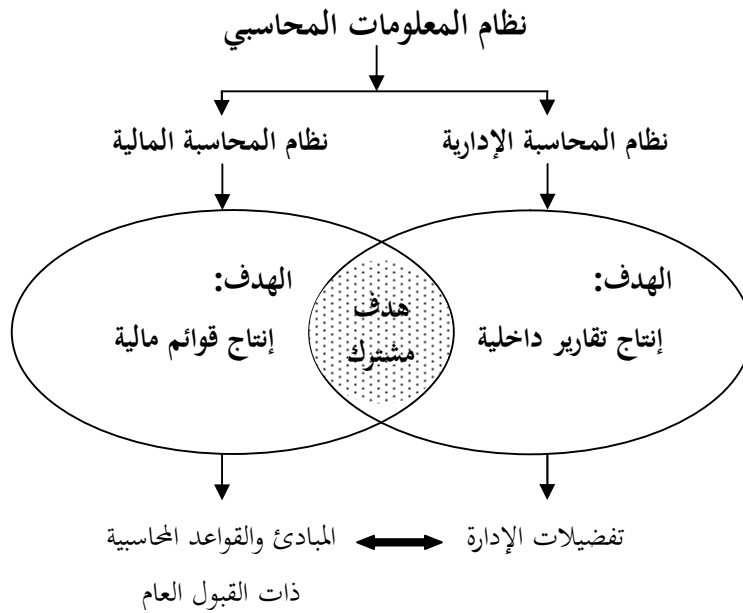 نظام المعلومات المحاسبي
نظام المحاسبة الإدارية
نظام المحاسبة المالية
الهدف:
إنتاج تقارير داخلية
هدف
مشترك
الهدف:
إنتاج قوائم مالية
تفضيلات الإدارة
المبادئ والقواعد المحاسبية
ذات القبول العام